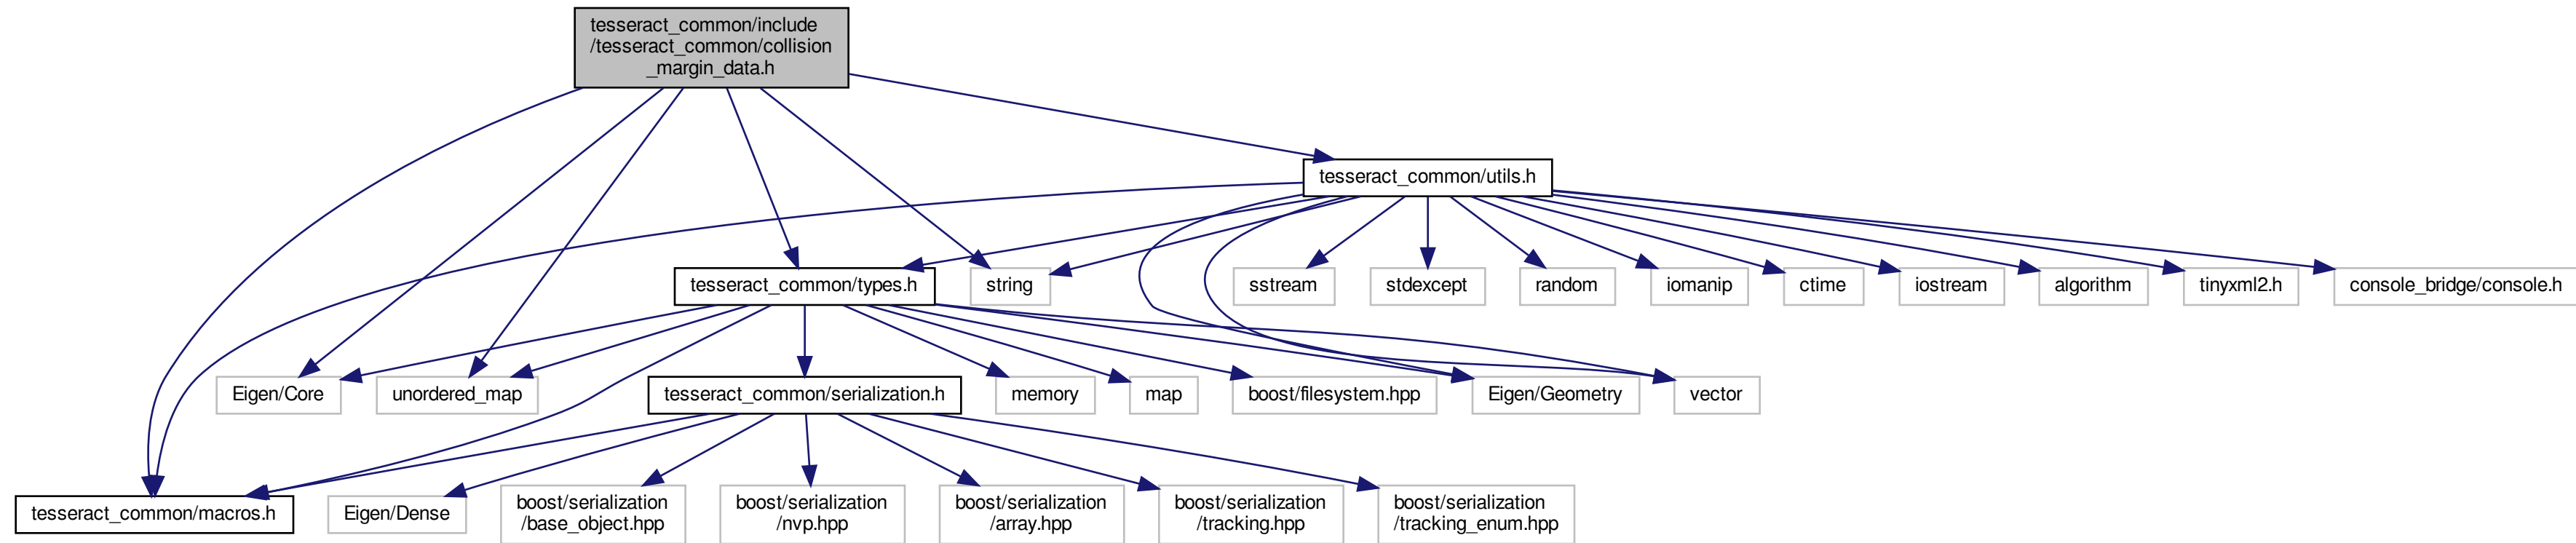 tesseract_common/include
/tesseract_common/collision
_margin_data.h
tesseract_common/utils.h
tesseract_common/types.h
string
sstream
stdexcept
random
iomanip
ctime
iostream
algorithm
tinyxml2.h
console_bridge/console.h
Eigen/Core
unordered_map
tesseract_common/serialization.h
memory
map
boost/filesystem.hpp
Eigen/Geometry
vector
tesseract_common/macros.h
Eigen/Dense
boost/serialization
/base_object.hpp
boost/serialization
/nvp.hpp
boost/serialization
/array.hpp
boost/serialization
/tracking.hpp
boost/serialization
/tracking_enum.hpp